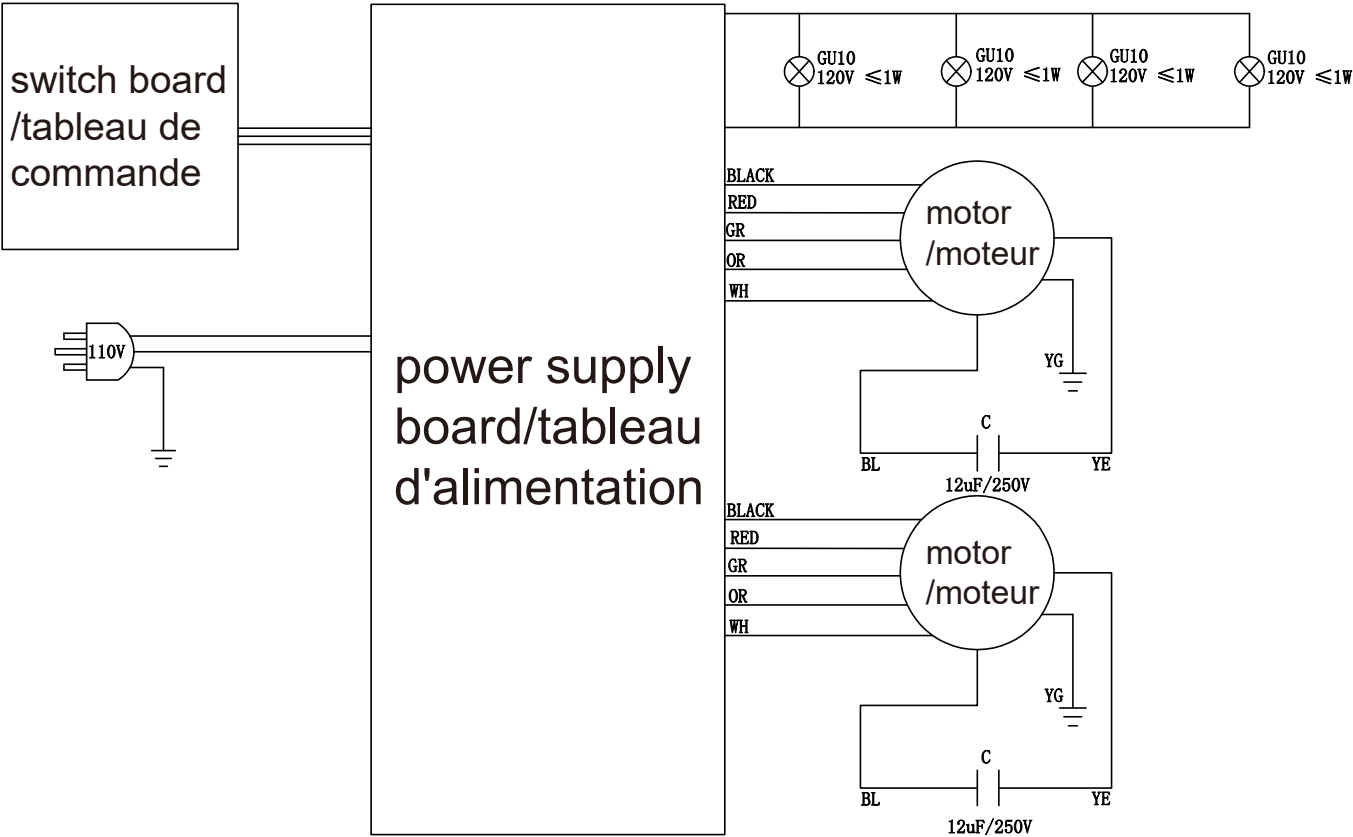 switch board
/tableau de
commande
110V
power supply
board/tableau
d'alimentation
GU10
120V ≤1W
GU10
120V ≤1W
GU10
120V ≤1W
GU10
120V ≤1W
BLACK
RED
GR
OR
WH
motor
/moteur
YG
C
BL
YE
12uF/250V
BLACK
RED
GR
OR
WH
motor
/moteur
YG
C
BL
YE
12uF/250V